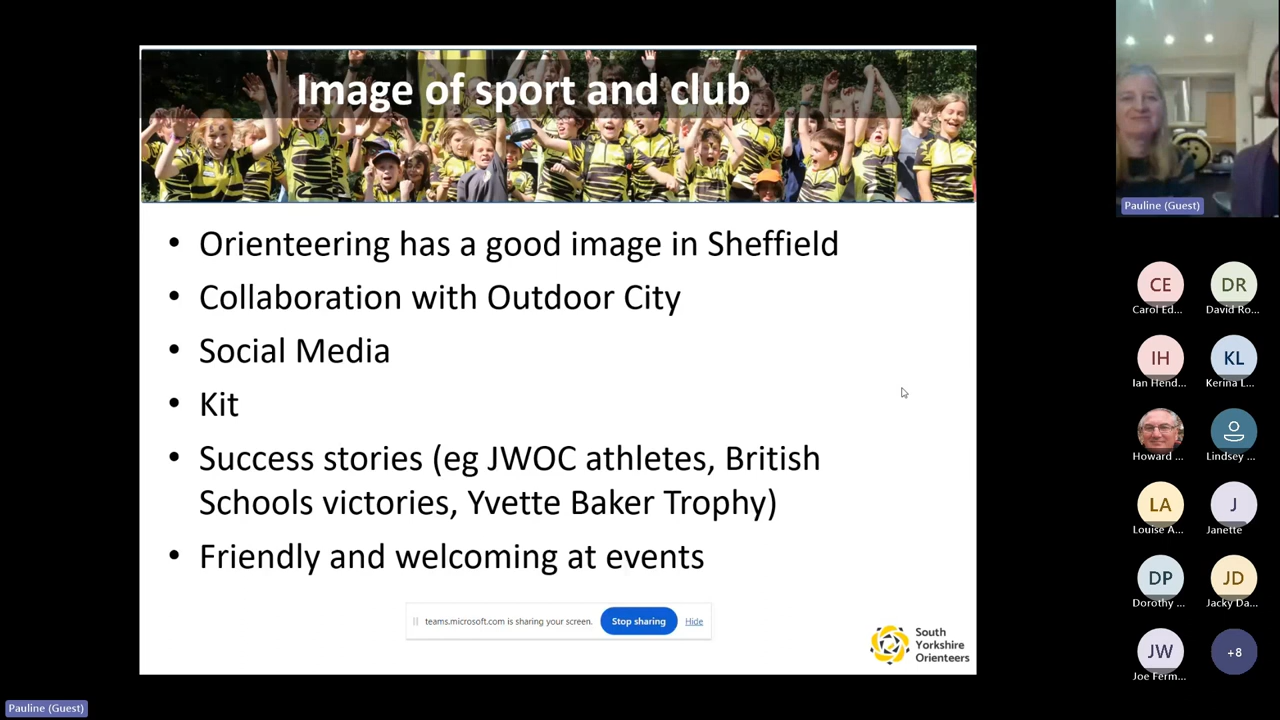 Image of sport and club
• Orienteering has a good image in Sheffield
• Collaboration with Outdoor City
• Social Media
• Kit
• Success stories (eg JWOC athletes, British
Schools victories, Yvette Baker Trophy)
• Friendly and welcoming at events
teams.microsoft.com is sharing your screen. Stop sharing Hide
South
Yorkshire
Orienteers
Pauline (Guest)
CE DR
Carol Ed... David Ro...
IH KL
Ian Hend... Kerina L...
Howard ... Lindsey ...
LA J
Louise A... Janette
DP JD
Dorothy ... Jacky Da...
JW +8
Joe Ferm...
Pauline (Guest)